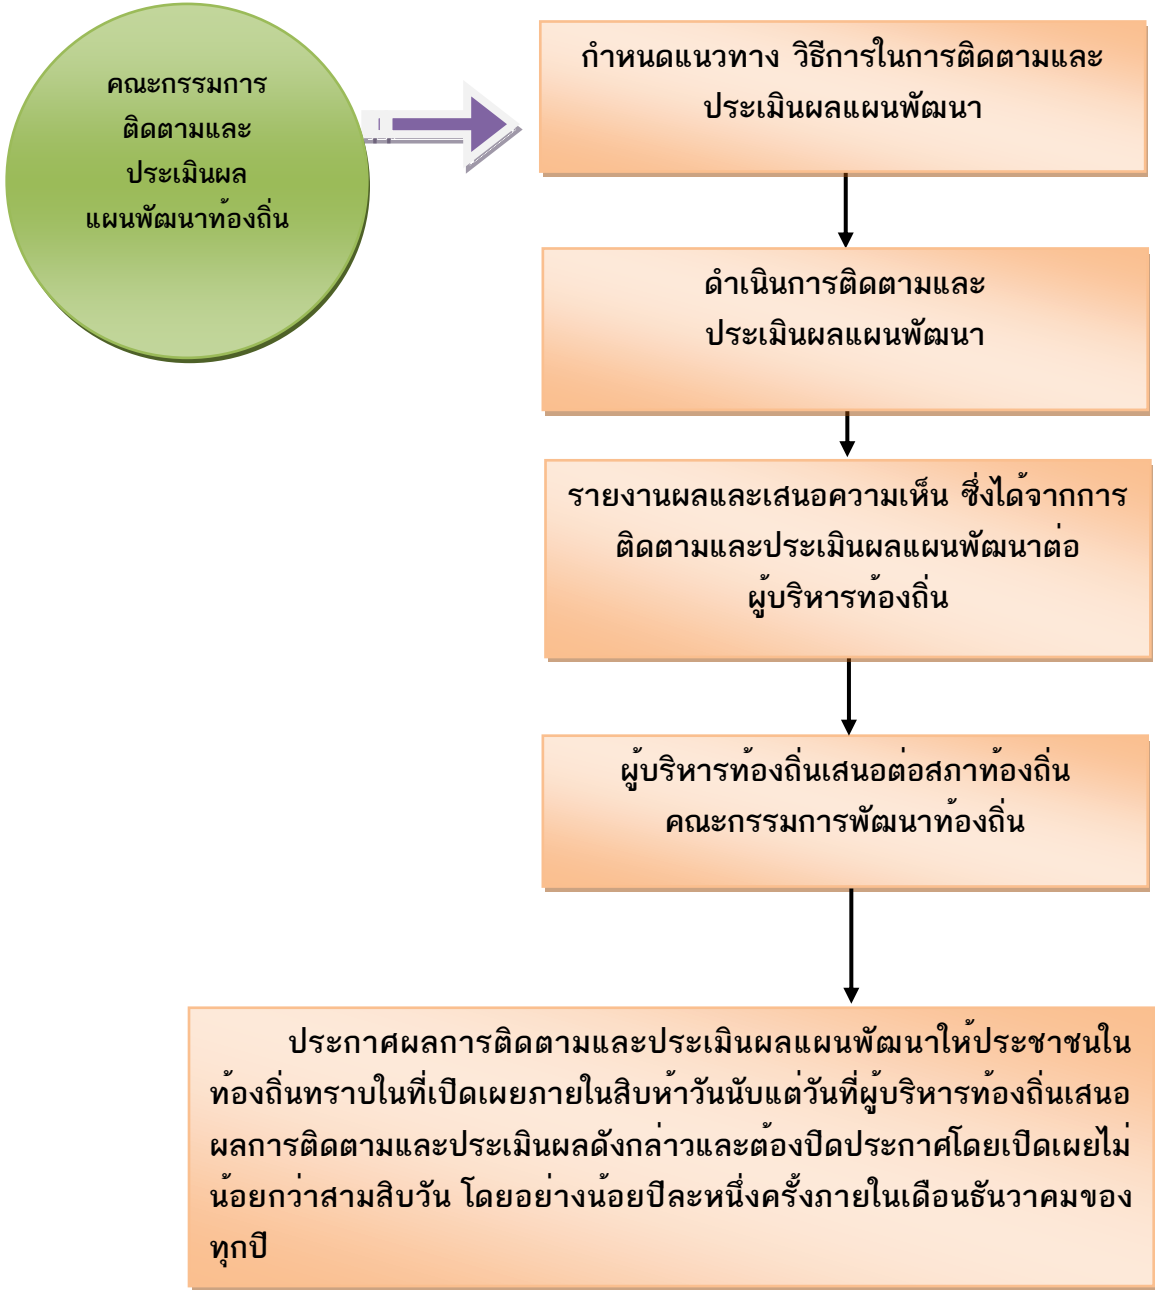 คณะกรรมการ
ติดตามและ
ประเมินผล
แผนพัฒนาท้องถิ่น
กำหนดแนวทาง วิธีการในการติดตามและ
ประเมินผลแผนพัฒนา
ดำเนินการติดตามและ
ประเมินผลแผนพัฒนา
รายงานผลและเสนอความเห็น ซึ่งได้จากการ
ติดตามและประเมินผลแผนพัฒนาต่อ
ผู้บริหารท้องถิ่น
ผู้บริหารท้องถิ่นเสนอต่อสภาท้องถิ่น
คณะกรรมการพัฒนาท้องถิ่น
ประกาศผลการติดตามและประเมินผลแผนพัฒนาให้ประชาชนใน
ท้องถิ่นทราบในที่เปิดเผยภายในสิบห้าวันนับแต่วันที่ผู้บริหารท้องถิ่นเสนอ
ผลการติดตามและประเมินผลดังกล่าวและต้องปิดประกาศโดยเปิดเผยไม่
น้อยกว่าสามสิบวัน โดยอย่างน้อยปีละหนึ่งครั้งภายในเดือนธันวาคมของ
ทุกปี